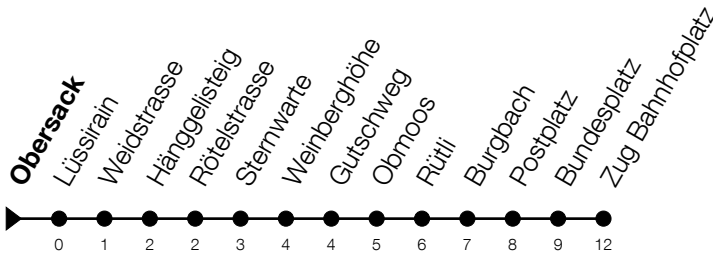 Obersack
Lüssirain
Weidstrasse
Hänggelisteig
Rötelstrasse
Sternwarte
Weinberghöhe
Gutschweg
Obmoos
Rütli
Burgbach
Postplatz
Bundesplatz
Zug Bahnhofplatz
0 1 2 2 3 4 4 5 6 7 8 9 12